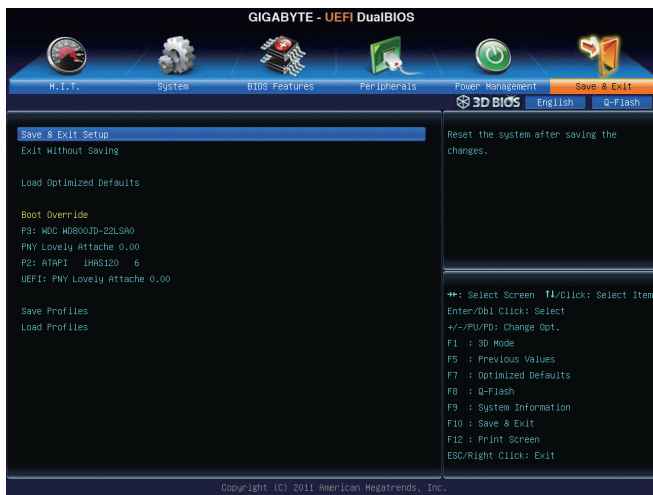 GIGABYTE - UEFI DualBIOS
M.I.T.
System
BIOS Features
Peripherals
Power Management
Save & Exit
3D BIOS
English
Q-Flash
Save & Exit Setup
Exit Without Saving
Load Optimized Defaults
Boot Override
P3: WDC WD800JD-22LSA0
PNY Lovely Attache 0.00
P2: ATAPI iHAS120 6
UEFI: PNY Lovely Attache 0.00
Save Profiles
Load Profiles
Reset the system after saving the
changes.
→←: Select Screen ↑↓/Click: Select Item
Enter/Dbl Click: Select
+/-/PU/PD: Change Opt.
F1 : 3D Mode
F5 : Previous Values
F7 : Optimized Defaults
F8 : Q-Flash
F9 : System Information
F10 : Save & Exit
F12 : Print Screen
ESC/Right Click: Exit
Copyright (C) 2011 American Megatrends, Inc.